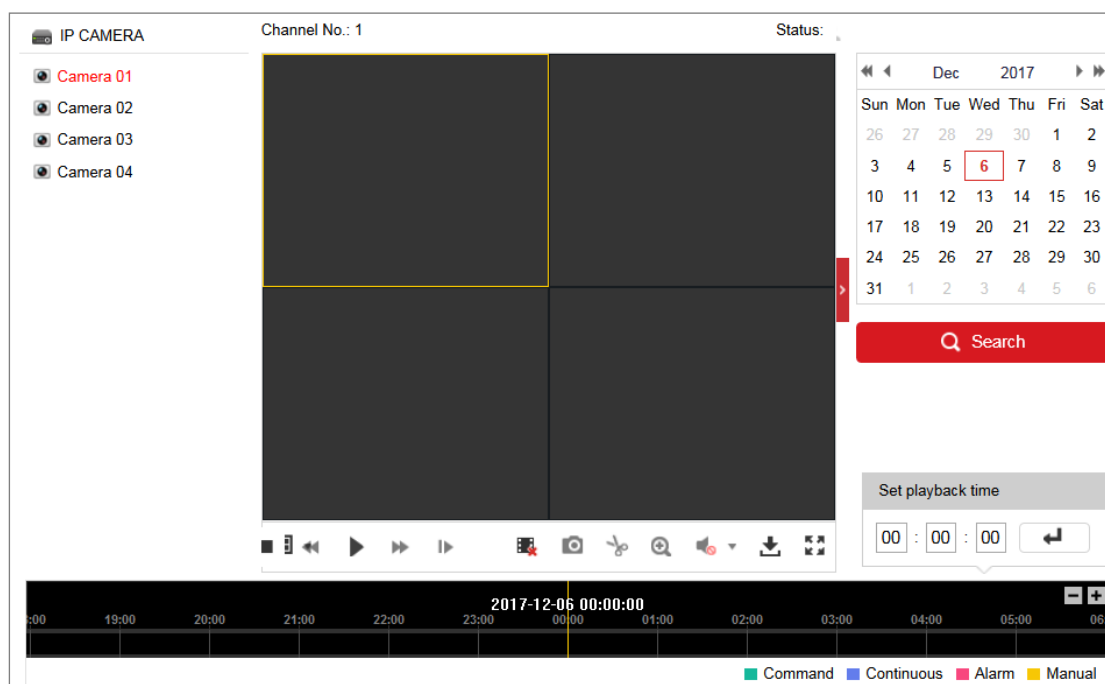 IP CAMERA
Camera 01
Camera 02
Camera 03
Camera 04
Channel No.: 1 Status:
Dec 2017
Sun Mon Tue Wed Thu Fri Sat
26 27 28 29 30 1 2
3 4 5 6 7 8 9
10 11 12 13 14 15 16
17 18 19 20 21 22 23
24 25 26 27 28 29 30
31 1 2 3 4 5 6
Search
Set playback time
00 : 00 : 00
2017-12-06 00:00:00
:00 19:00 20:00 21:00 22:00 23:00 00:00 01:00 02:00 03:00 04:00 05:00 06:
Command Continuous Alarm Manual